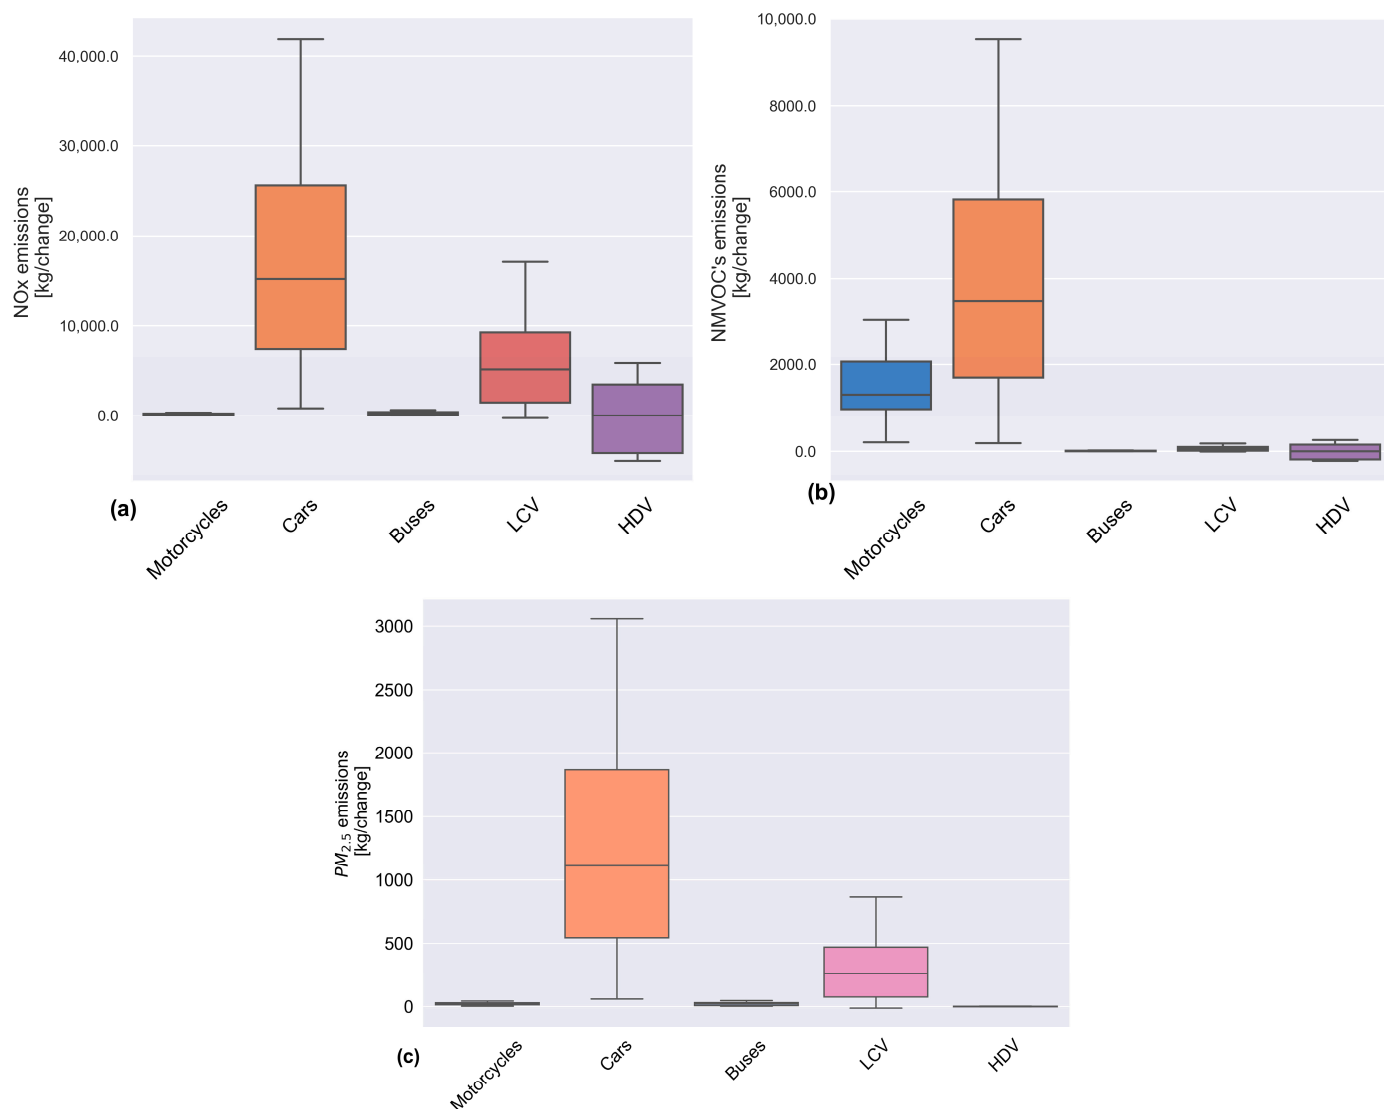 NOx emissions
[kg/change]
40,000.0
30,000.0
20,000.0
10,000.0
0.0
(a)
Motorcycles
Cars
Buses
LCV
HDV
NMVOC's emissions
[kg/change]
10,000.0
8000.0
6000.0
4000.0
2000.0
0.0
(b)
Motorcycles
Cars
Buses
LCV
HDV
PM2.5 emissions
[kg/change]
3000
2500
2000
1500
1000
500
0
(c)
Motorcycles
Cars
Buses
LCV
HDV